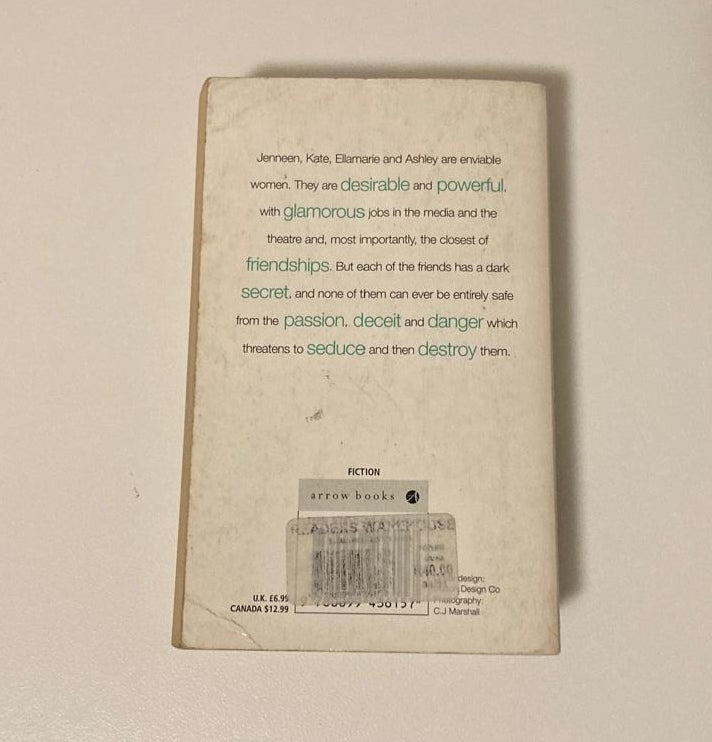 Jenneen, Kate, Ellamarie and Ashley are enviable
women. They are desirable and powerful,
with glamorous jobs in the media and the
theatre and, most importantly, the closest of
friendships. But each of the friends has a dark
secret, and none of them can ever be entirely safe
from the passion, deceit and danger which
threatens to seduce and then destroy them.
FICTION
arrow books
READERS WAREHOUSE
design:
Design Co
U.K. £6.99
CANADA $12.99
C.J Marshall